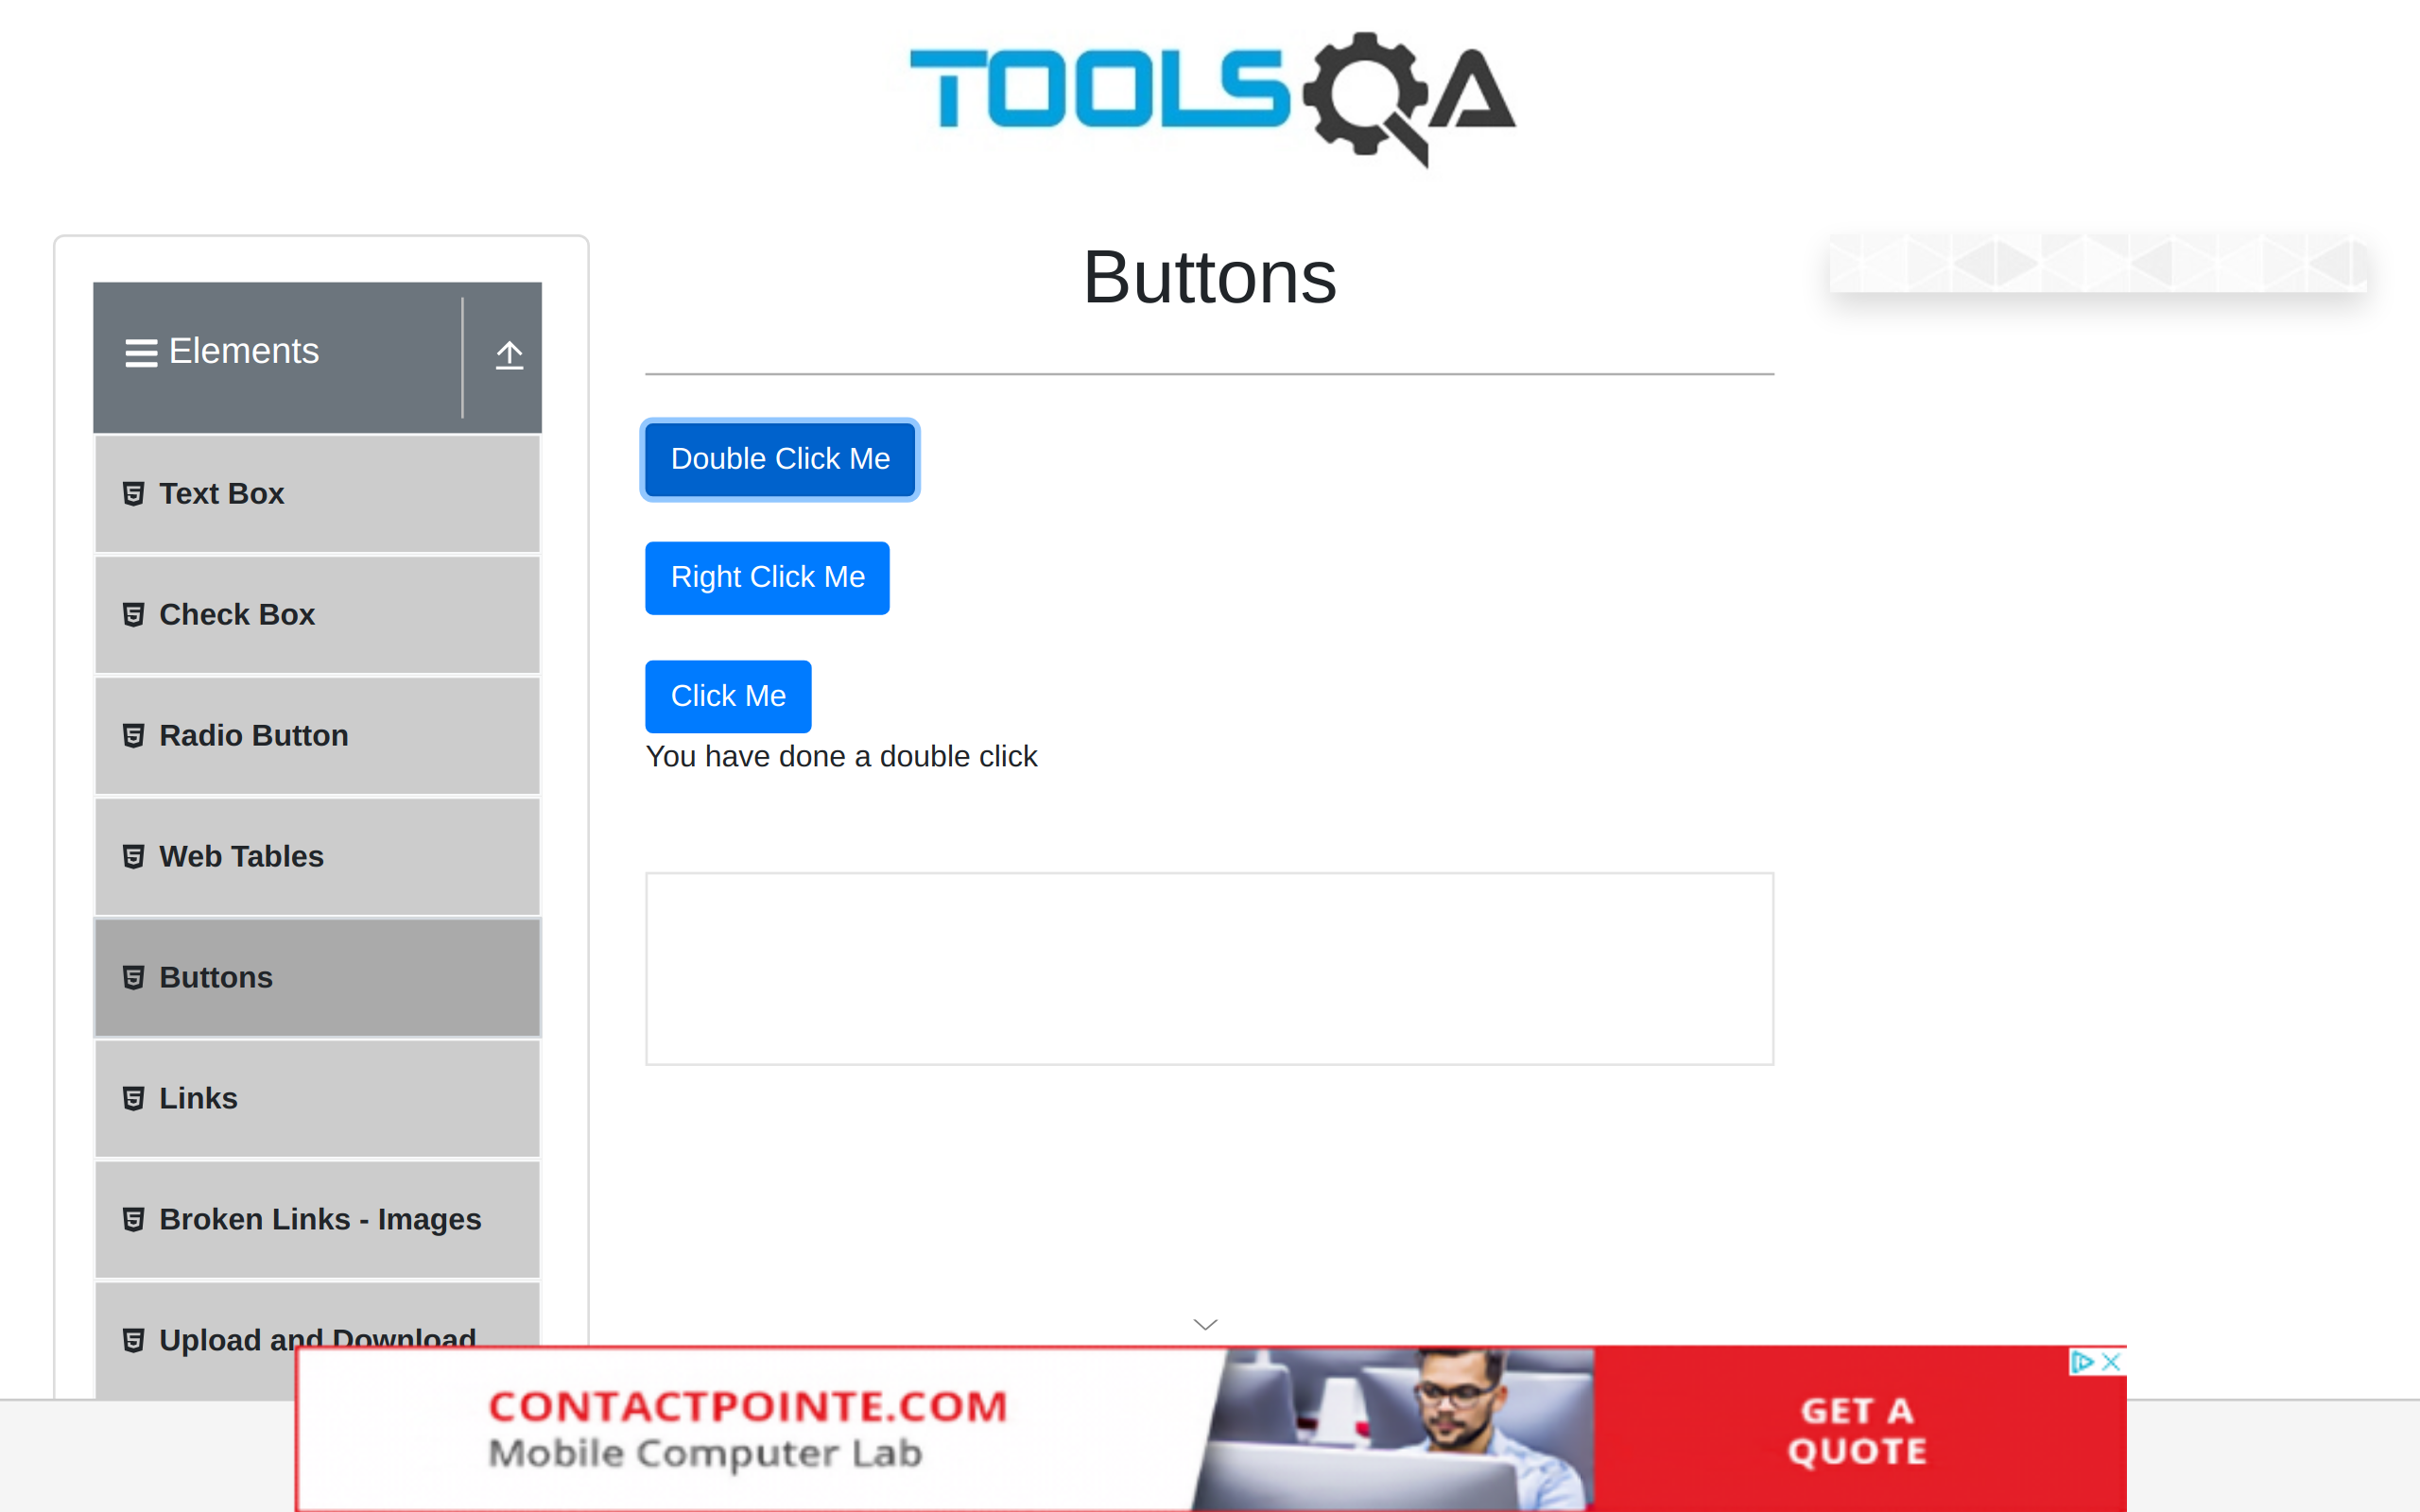 TOOLSQA
Buttons
Elements
Text Box
Check Box
Radio Button
Web Tables
Buttons
Links
Broken Links - Images
Upload and Download
Double Click Me
Right Click Me
Click Me
You have done a double click
CONTACTPOINTE.COM
Mobile Computer Lab
GET A
QUOTE